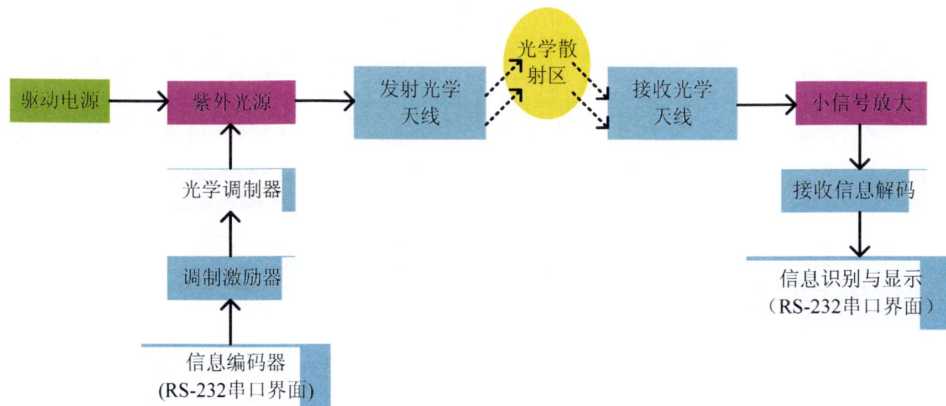 驱动电源
紫外光源
发射光学
天线
光学散
射区
接收光学
天线
小信号放大
光学调制器
接收信息解码
调制激励器
信息识别与显示
（RS-232串口界面）
信息编码器
(RS-232串口界面)